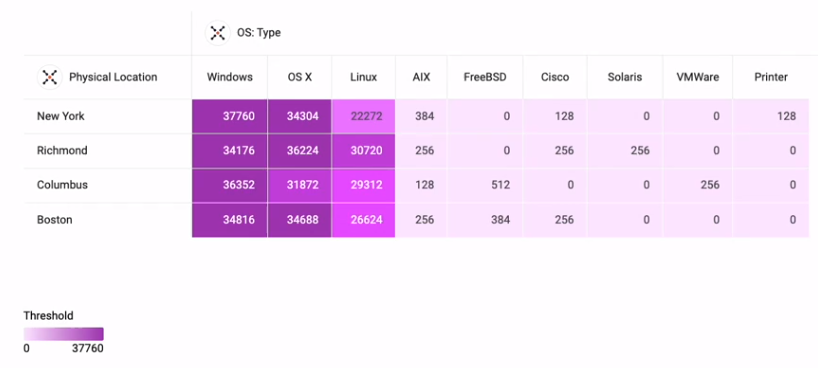 OS: Type
Physical Location Windows OS X Linux AIX FreeBSD Cisco Solaris VMWare Printer
New York 37760 34304 22272 384 0 128 0 0 128
Richmond 34176 36224 30720 256 0 256 256 0 0
Columbus 36352 31872 29312 128 512 0 0 256 0
Boston 34816 34688 26624 256 384 256 0 0 0
Threshold
0 37760